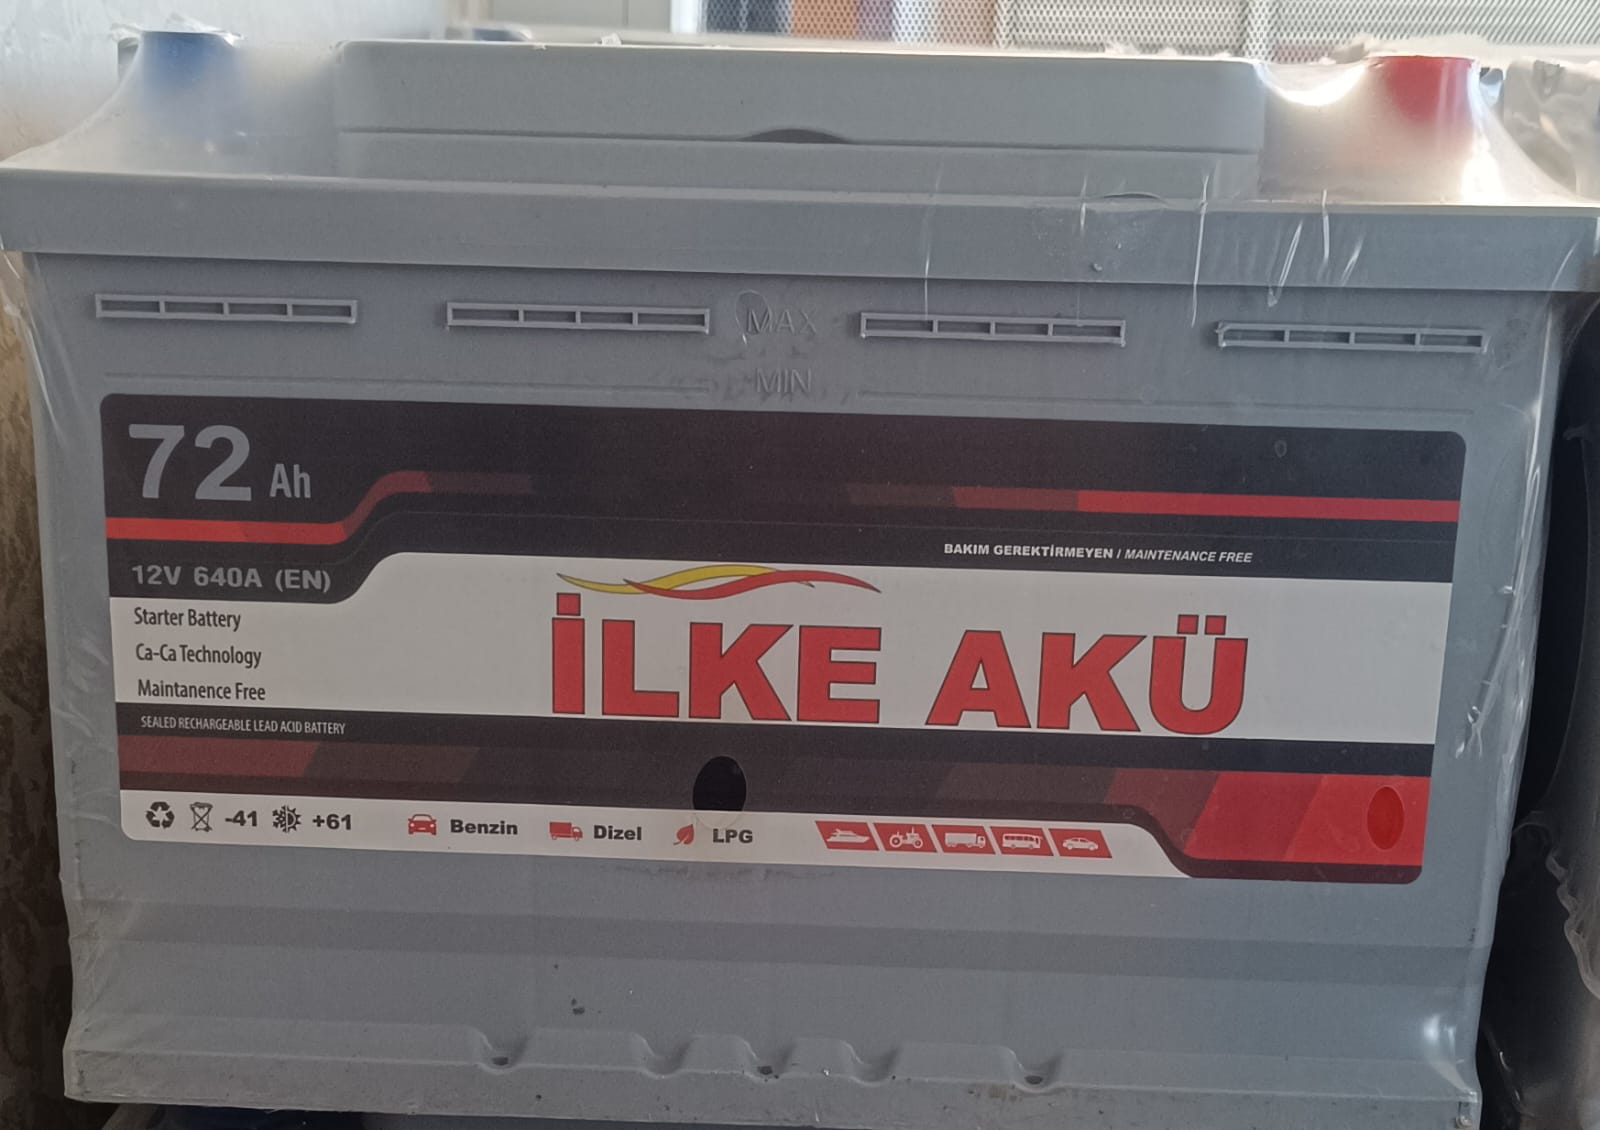 MAX
MIN
72 Ah
BAKIM GEREKTİRMEYEN / MAINTENANCE FREE
12V 640A (EN)
Starter Battery
Ca-Ca Technology
Maintanence Free
İLKE AKÜ
SEALED RECHARGEABLE LEAD ACID BATTERY
-41 +61 Benzin Dizel LPG